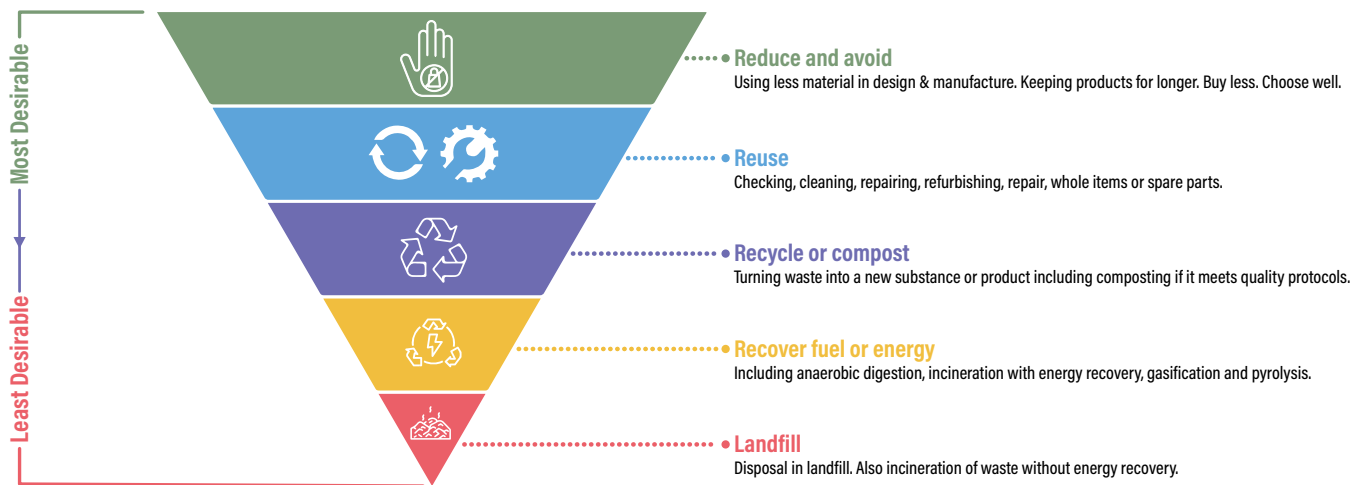 Most Desirable
Least Desirable
Reduce and avoid
Using less material in design & manufacture. Keeping products for longer. Buy less. Choose well.
Reuse
Checking, cleaning, repairing, refurbishing, repair, whole items or spare parts.
Recycle or compost
Turning waste into a new substance or product including composting if it meets quality protocols.
Recover fuel or energy
Including anaerobic digestion, incineration with energy recovery, gasification and pyrolysis.
Landfill
Disposal in landfill. Also incineration of waste without energy recovery.